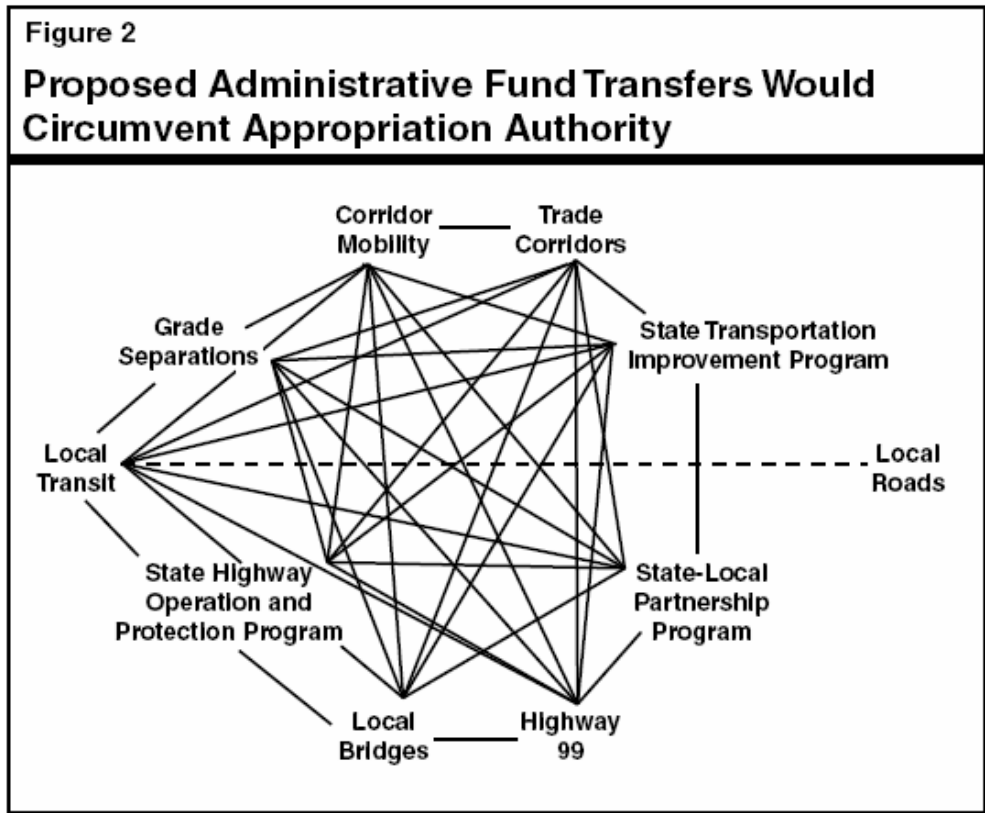 Figure 2
Proposed Administrative Fund Transfers Would
Circumvent Appropriation Authority
Corridor
Mobility
Trade
Corridors
Grade
Separations
State Transportation
Improvement Program
Local
Transit
Local
Roads
State Highway
Operation and
Protection Program
State-Local
Partnership
Program
Local
Bridges
Highway
99